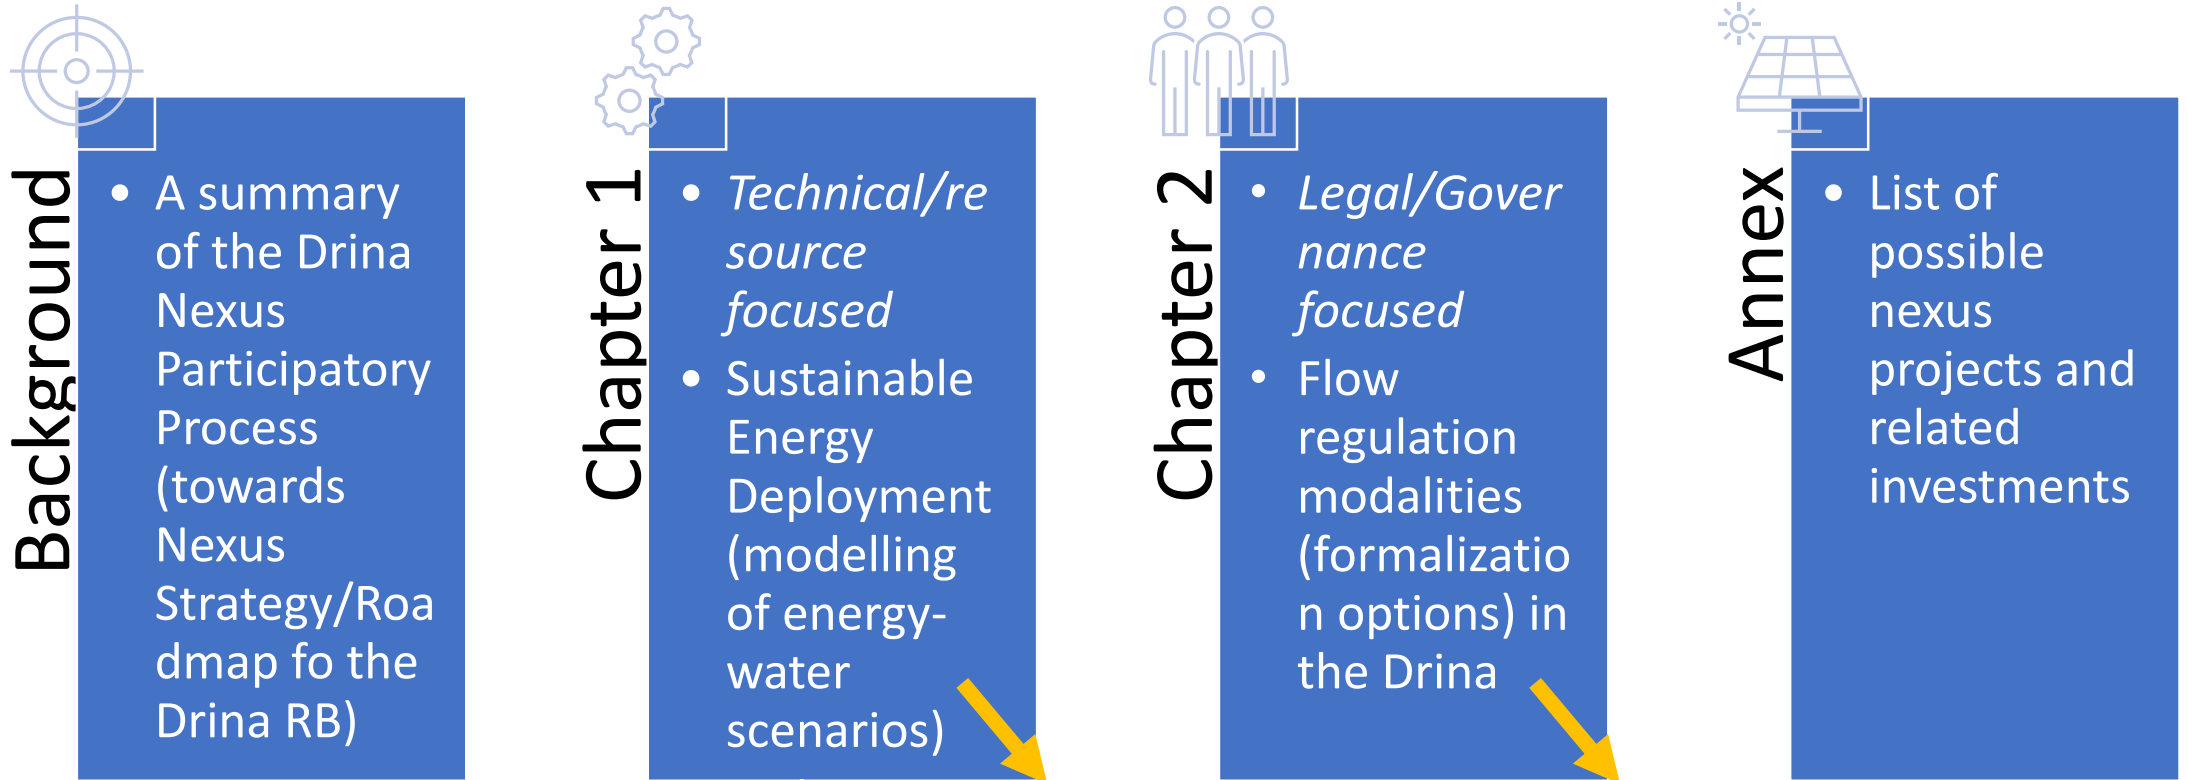 Background
• A summary
of the Drina
Nexus
Participatory
Process
(towards
Nexus
Strategy/Roa
dmap fo the
Drina RB)
Chapter 1
• Technical/re
source
focused
• Sustainable
Energy
Deployment
(modelling
of energy-
water
scenarios)
Chapter 2
• Legal/Gover
nance
focused
• Flow
regulation
modalities
(formalizatio
n options) in
the Drina
Annex
• List of
possible
nexus
projects and
related
investments